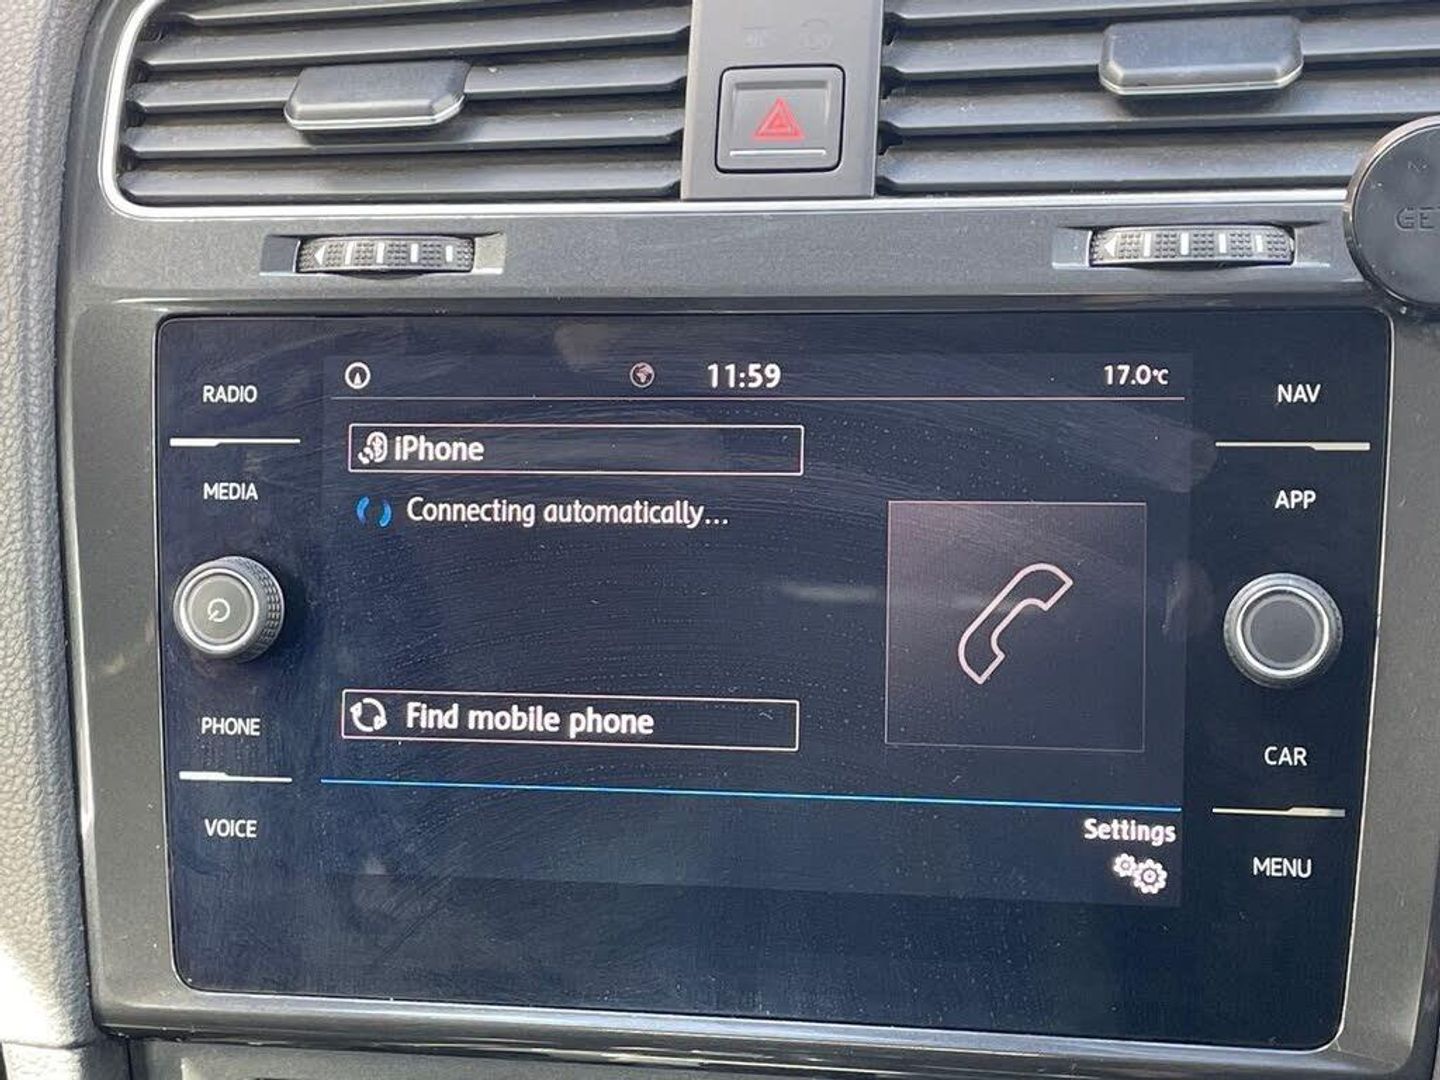 RADIO
MEDIA
PHONE
VOICE
11:59
17.0°C
iPhone
Connecting automatically...
Find mobile phone
Settings
NAV
APP
CAR
MENU